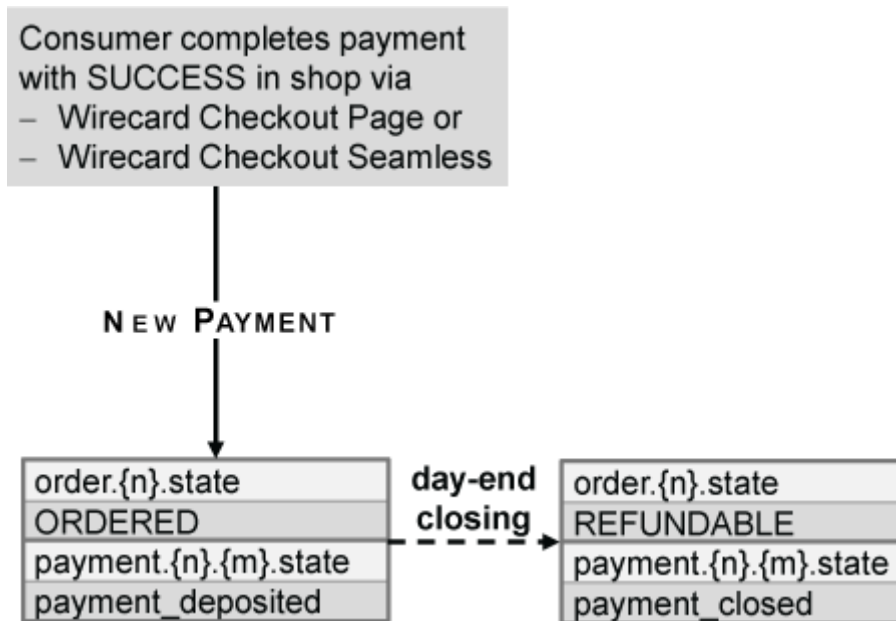 Consumer completes payment
with SUCCESS in shop via
– Wirecard Checkout Page or
– Wirecard Checkout Seamless
NEW PAYMENT
order.{n}.state
ORDERED
payment.{n}.{m}.state
payment_deposited
day-end
closing
order.{n}.state
REFUNDABLE
payment.{n}.{m}.state
payment_closed